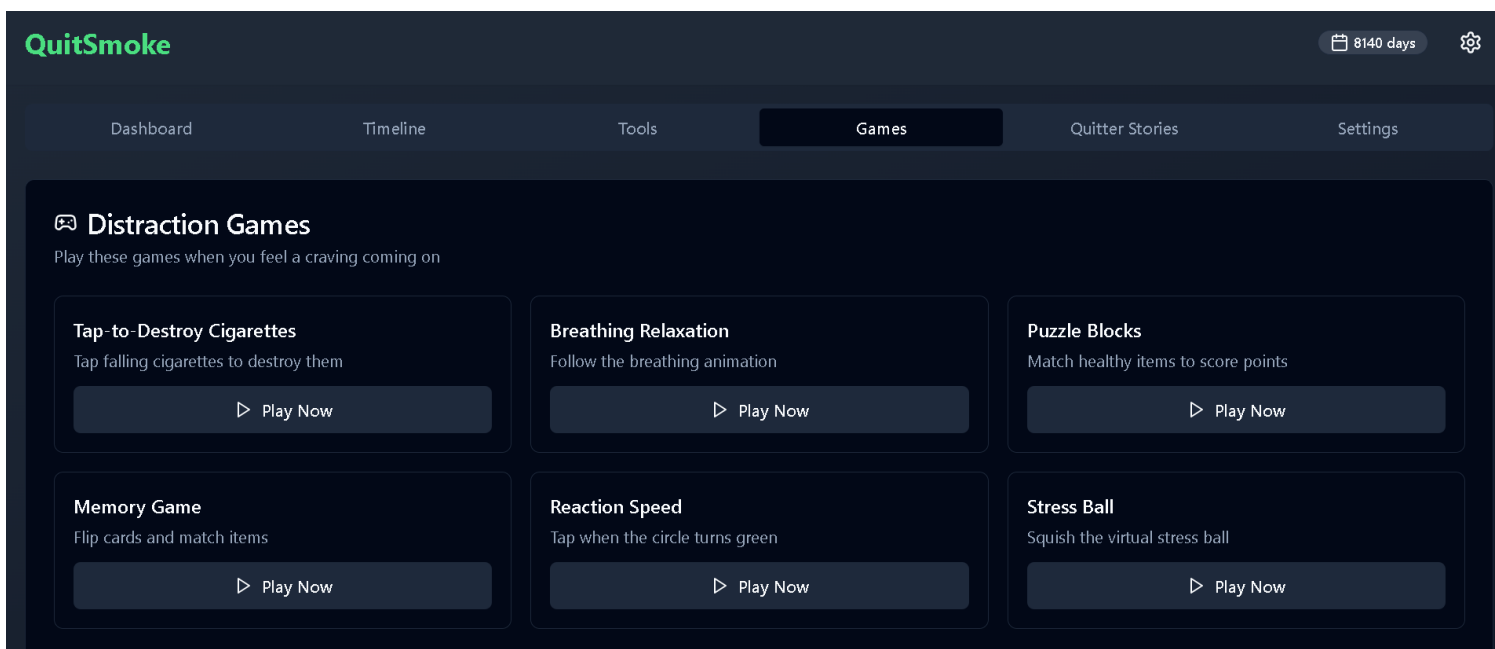 QuitSmoke
8140 days
Dashboard
Timeline
Tools
Games
Quitter Stories
Settings
Distraction Games
Play these games when you feel a craving coming on
Tap-to-Destroy Cigarettes
Tap falling cigarettes to destroy them
Play Now
Breathing Relaxation
Follow the breathing animation
Play Now
Puzzle Blocks
Match healthy items to score points
Play Now
Memory Game
Flip cards and match items
Play Now
Reaction Speed
Tap when the circle turns green
Play Now
Stress Ball
Squish the virtual stress ball
Play Now